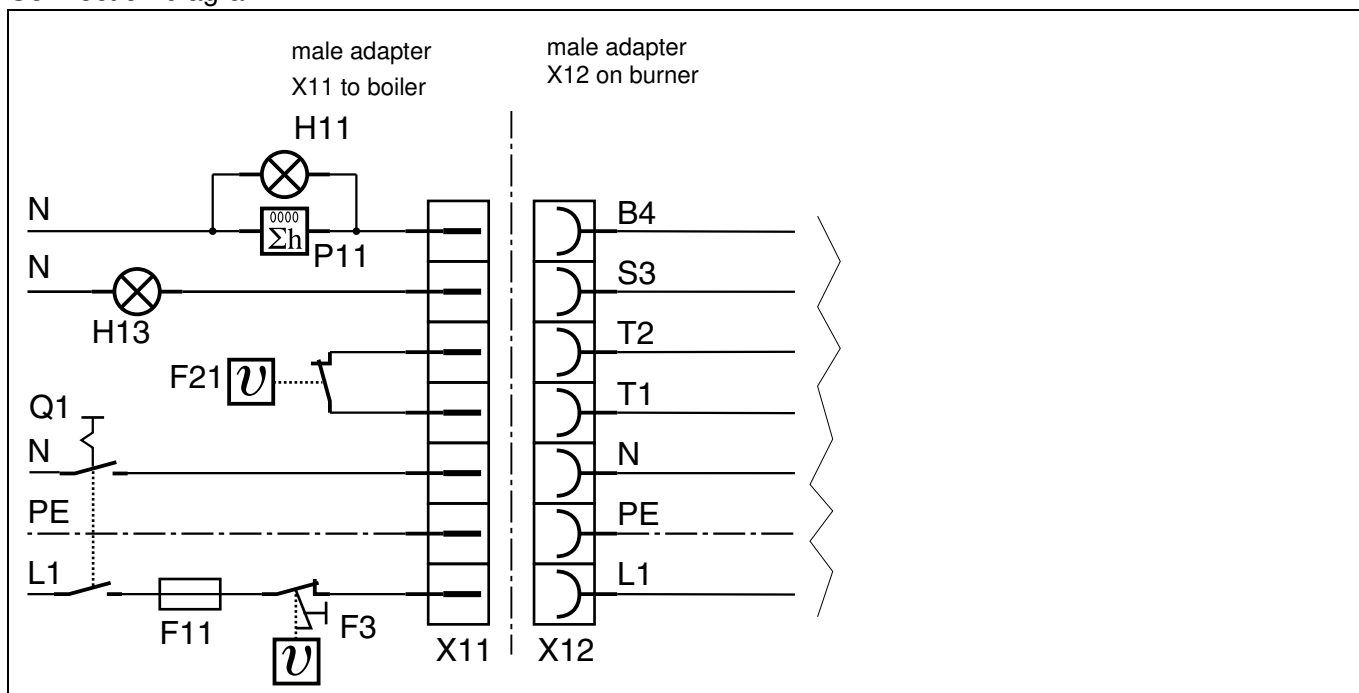 male adapter
X11 to boiler
male adapter
X12 on burner
H11
N
0000
Σh
P11
B4
N
H13
S3
T2
F21
υ
T1
Q1
N
N
PE
PE
L1
F11
F3
υ
L1
X11
X12